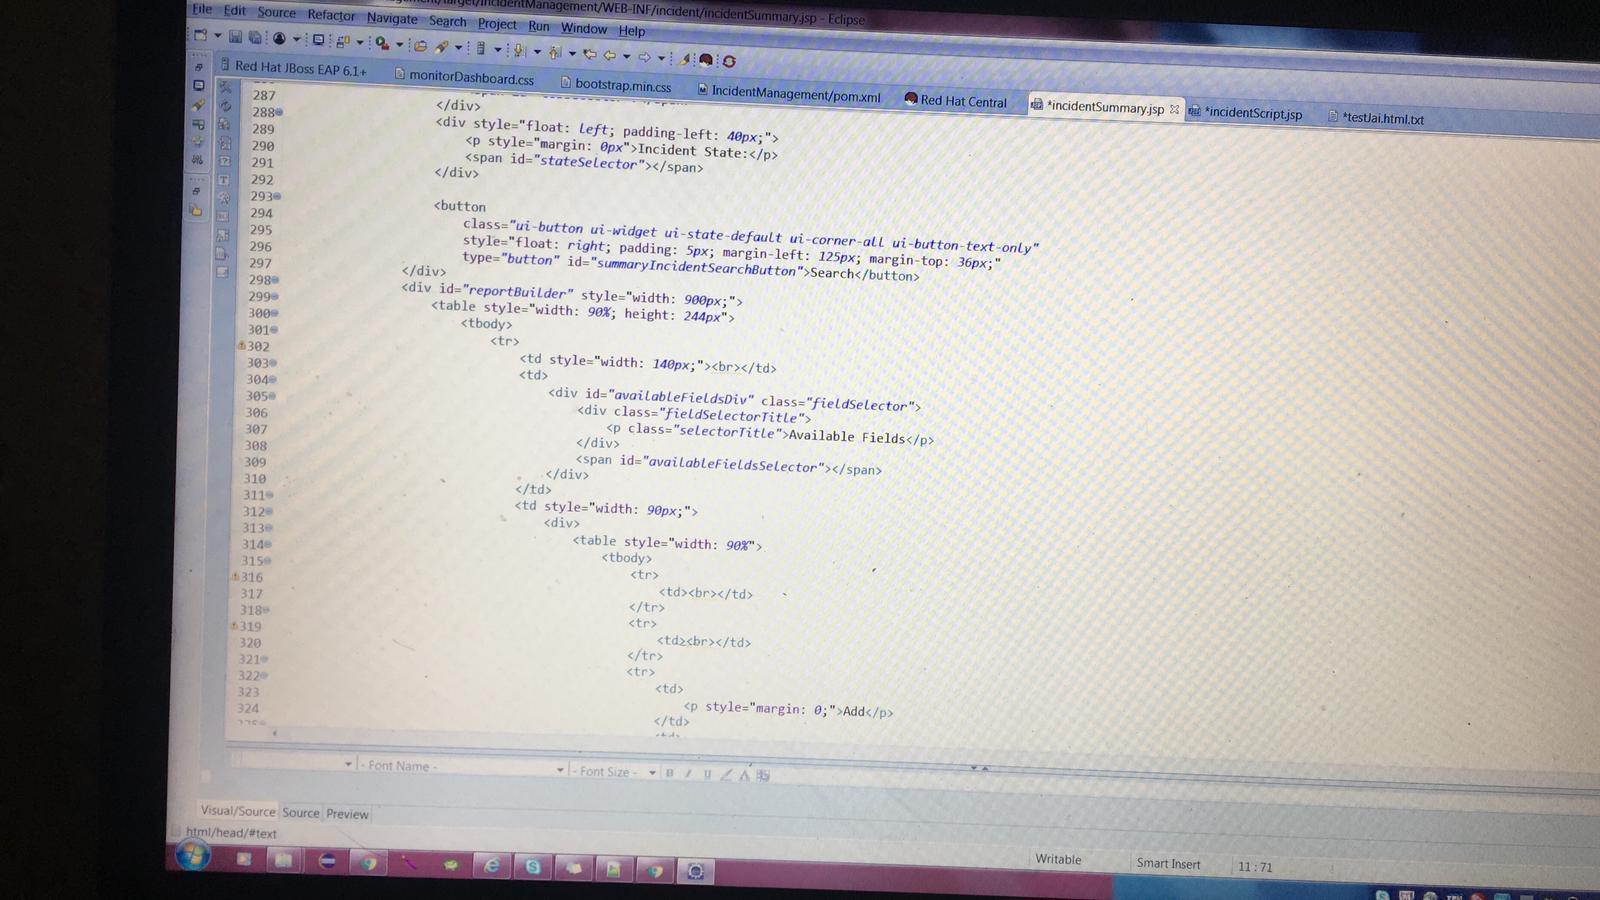 gement/target/IncidentManagement/WEB-INF/incident/incidentSummary.jsp - Eclipse
File Edit Source Refactor Navigate Search Project Run Window Help
Red Hat JBoss EAP 6.1+ monitorDashboard.css bootstrap.min.css IncidentManagement/pom.xml Red Hat Central *incidentSummary.jsp *incidentScript.jsp *testJai.html.txt
287 </div>
288 <div style="float: left; padding-left: 40px;">
289 <p style="margin: 0px">Incident State:</p>
290 <span id="stateSelector"></span>
291 </div>
292
293 <button
294 class="ui-button ui-widget ui-state-default ui-corner-all ui-button-text-only"
295 style="float: right; padding: 5px; margin-left: 125px; margin-top: 36px;"
296 type="button" id="summaryIncidentSearchButton">Search</button>
297 </div>
298 <div id="reportBuilder" style="width: 900px;">
299 <table style="width: 90%; height: 244px">
300 <tbody>
301 <tr>
302 <td style="width: 140px;"><br></td>
303 <td>
304 <div id="availableFieldsDiv" class="fieldSelector">
305 <div class="fieldSelectorTitle">
306 <p class="selectorTitle">Available Fields</p>
307 </div>
308 <span id="availableFieldsSelector"></span>
309 </div>
310 </td>
311 <td style="width: 90px;">
312 <div>
313 <table style="width: 90%">
314 <tbody>
315 <tr>
316 <td><br></td>
317 </tr>
318 <tr>
319 <td><br></td>
320 </tr>
321 <tr>
322 <td>
323 <p style="margin: 0;">Add</p>
324 </td>
- Font Name - - Font Size - B I U A
Visual/Source Source Preview
html/head/#text
Writable Smart Insert 11:71